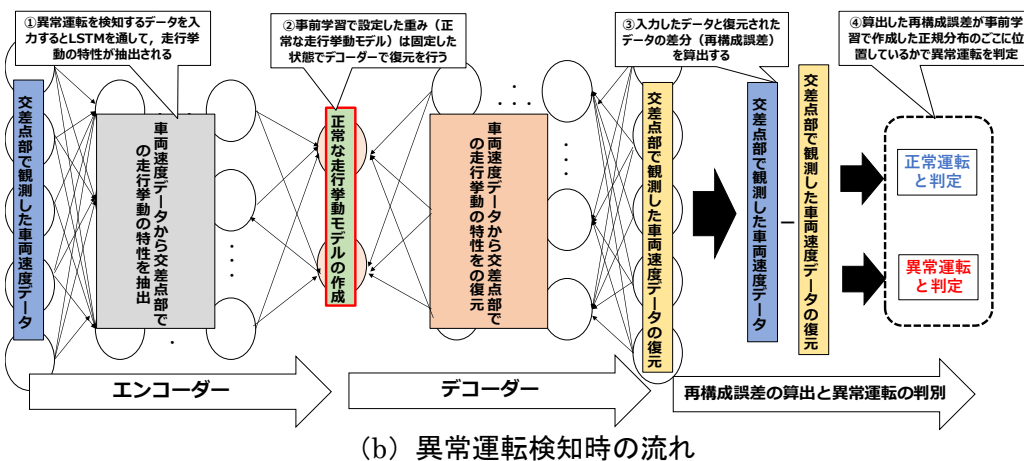 ①異常運転を検知するデータを入
力するとLSTMを通して，走行挙
動の特性が抽出される
②事前学習で設定した重み（正
常な走行挙動モデル）は固定した
状態でデコーダーで復元を行う
③入力したデータと復元された
データの差分（再構成誤差）
を算出する
④算出した再構成誤差が事前学
習で作成した正規分布のごこに位
置しているかで異常運転を判定
交差点部で観測した車両速度データ
車両速度データから交差点部で
の走行挙動の特性を抽出
正常な走行挙動モデルの作成
車両速度データから交差点部で
の走行挙動の特性をの復元
交差点部で観測した車両速度データの復元
交差点部で観測した車両速度データ
−
交差点部で観測した車両速度データの復元
正常運転
と判定
異常運転
と判定
エンコーダー
デコーダー
再構成誤差の算出と異常運転の判別
(b) 異常運転検知時の流れ